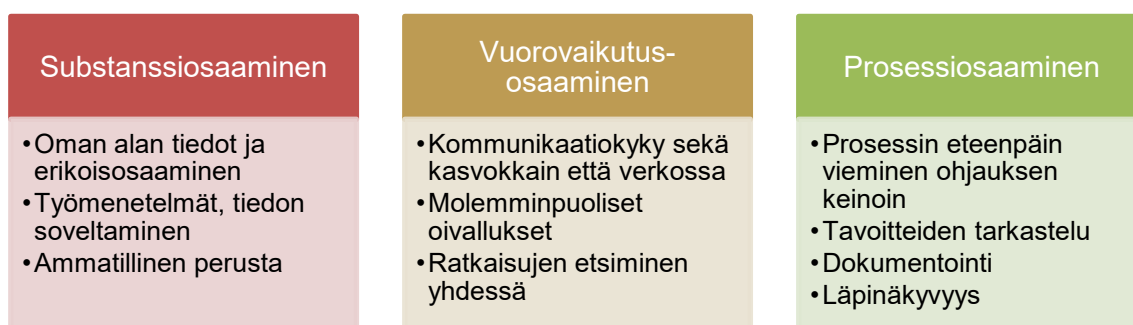 Substanssiosaaminen
•Oman alan tiedot ja
erikoisosaaminen
•Työmenetelmät, tiedon
soveltaminen
•Ammatillinen perusta
Vuorovaikutus-
osaaminen
•Kommunikaatiokyky sekä
kasvokkain että verkossa
•Molemminpuoliset
oivallukset
•Ratkaisujen etsiminen
yhdessä
Prosessiosaaminen
•Prosessin eteenpäin
vieminen ohjauksen
keinoin
•Tavoitteiden tarkastelu
•Dokumentointi
•Läpinäkyvyys